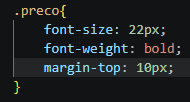 .preco{
    font-size: 22px;
    font-weight: bold;
    margin-top: 10px;
}